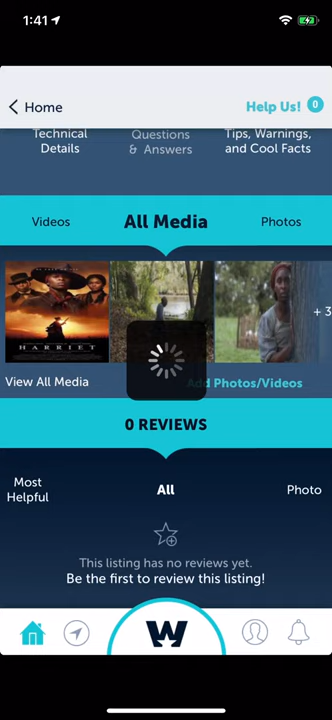 1:41
Home
Help Us! 0
Technical Details
Questions & Answers
Tips, Warnings, and Cool Facts
Videos
All Media
Photos
HARRIET
+ 3
View All Media
Add Photos/Videos
0 REVIEWS
Most Helpful
All
Photo
This listing has no reviews yet.
Be the first to review this listing!
W